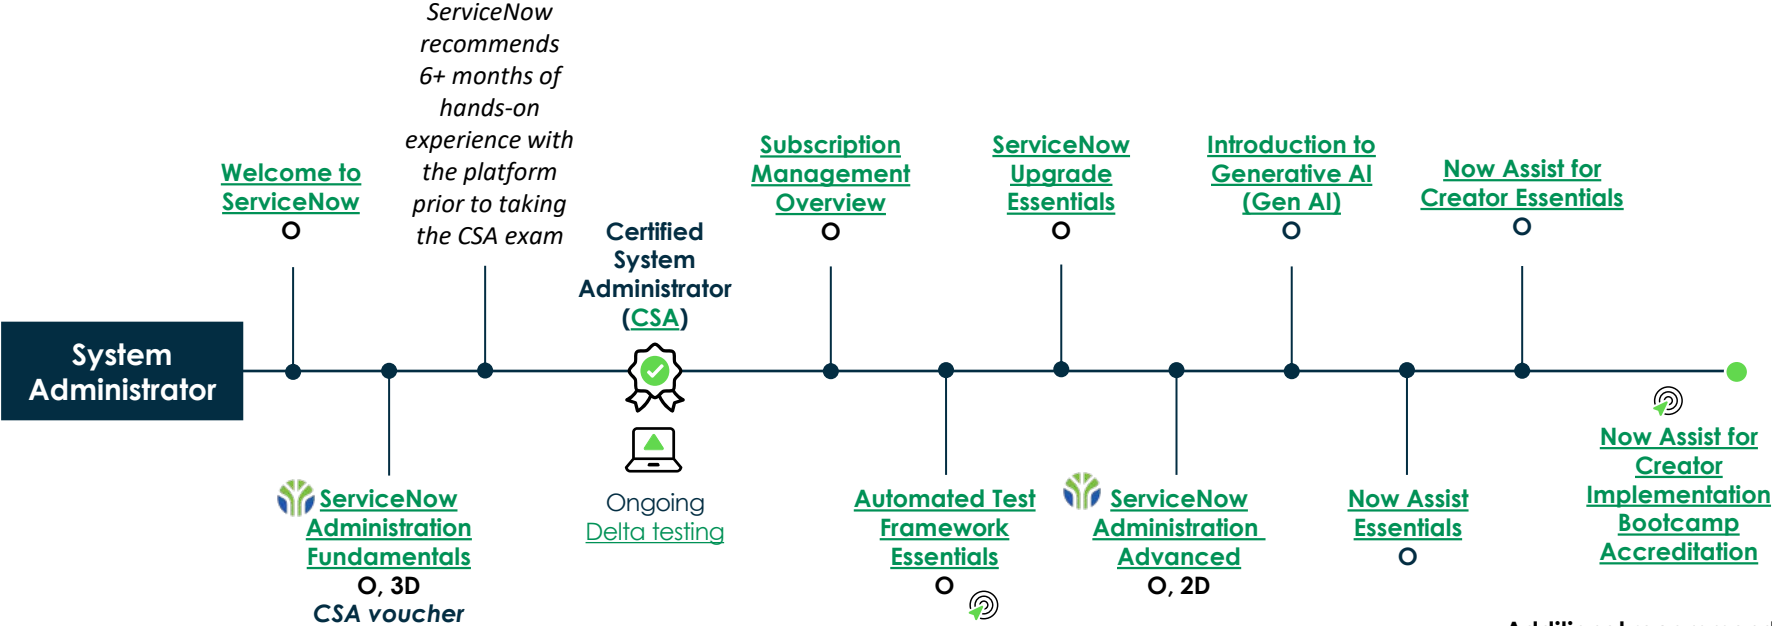 ServiceNow
recommends
6+ months of
hands-on
experience with
the platform
prior to taking
the CSA exam
Welcome to
ServiceNow
O
Certified
System
Administrator
(CSA)
Subscription
Management
Overview
O
ServiceNow
Upgrade
Essentials
O
Introduction to
Generative AI
(Gen AI)
O
Now Assist for
Creator Essentials
O
System
Administrator
ServiceNow
Administration
Fundamentals
O, 3D
CSA voucher
Ongoing
Delta testing
Automated Test
Framework
Essentials
O
ServiceNow
Administration
Advanced
O, 2D
Now Assist
Essentials
O
Now Assist for
Creator
Implementation
Bootcamp
Accreditation